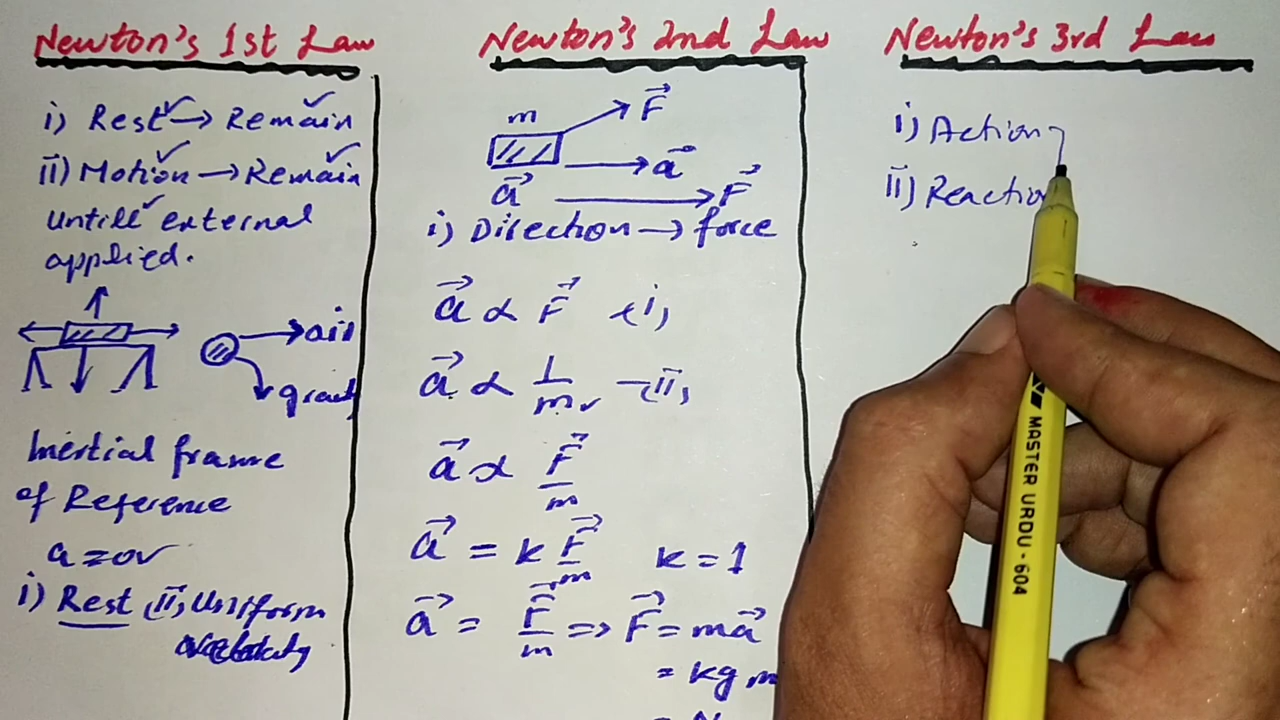 Newton's 1st Law
i) Rest → Remain
ii) Motion → Remain
Untill external
applied.
air
Inertial frame
of Reference
a = 0
i) Rest ii) Uniform
Newton's 2nd Law
m F⃗
a⃗
a⃗ → F⃗
i) Direction → force
a⃗ ∝ F⃗ -(i)
a⃗ ∝ 1/m -(ii)
a⃗ ∝ F⃗/m
a⃗ = k F⃗/m k = 1
a⃗ = F⃗/m => F⃗ = ma⃗
= kg m
Newton's 3rd Law
i) Action
ii) Reaction
MASTER URDU - 604